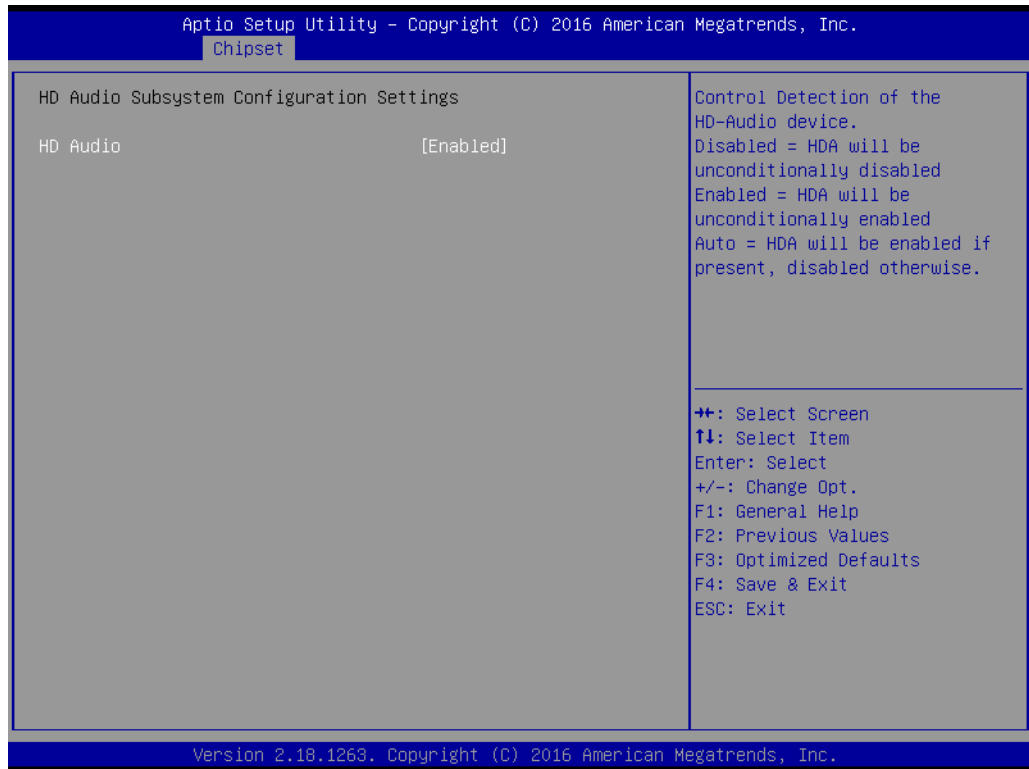 Aptio Setup Utility – Copyright (C) 2016 American Megatrends, Inc.
Chipset
HD Audio Subsystem Configuration Settings
HD Audio [Enabled]
Control Detection of the
HD-Audio device.
Disabled = HDA will be
unconditionally disabled
Enabled = HDA will be
unconditionally enabled
Auto = HDA will be enabled if
present, disabled otherwise.
→←: Select Screen
↑↓: Select Item
Enter: Select
+/-: Change Opt.
F1: General Help
F2: Previous Values
F3: Optimized Defaults
F4: Save & Exit
ESC: Exit
Version 2.18.1263. Copyright (C) 2016 American Megatrends, Inc.